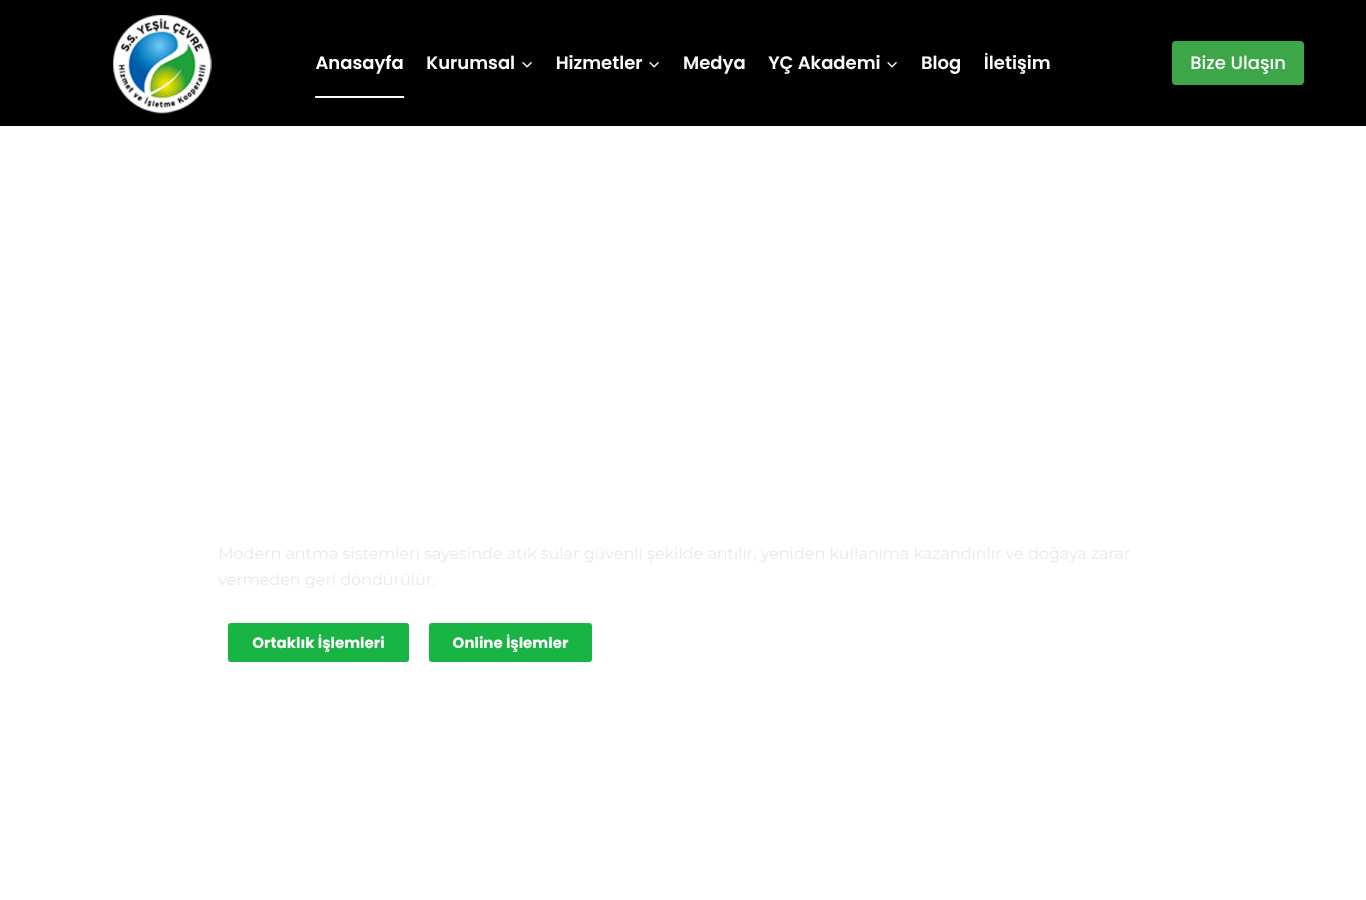 S.S. YEŞİL ÇEVRE
Hizmet ve İşletme Kooperatifi
Anasayfa
Kurumsal
Hizmetler
Medya
YÇ Akademi
Blog
İletişim
Bize Ulaşın
Modern arıtma sistemleri sayesinde atık sular güvenli şekilde arıtılır, yeniden kullanıma kazandırılır ve doğaya zarar
vermeden geri döndürülür.
Ortaklık İşlemleri
Online İşlemler